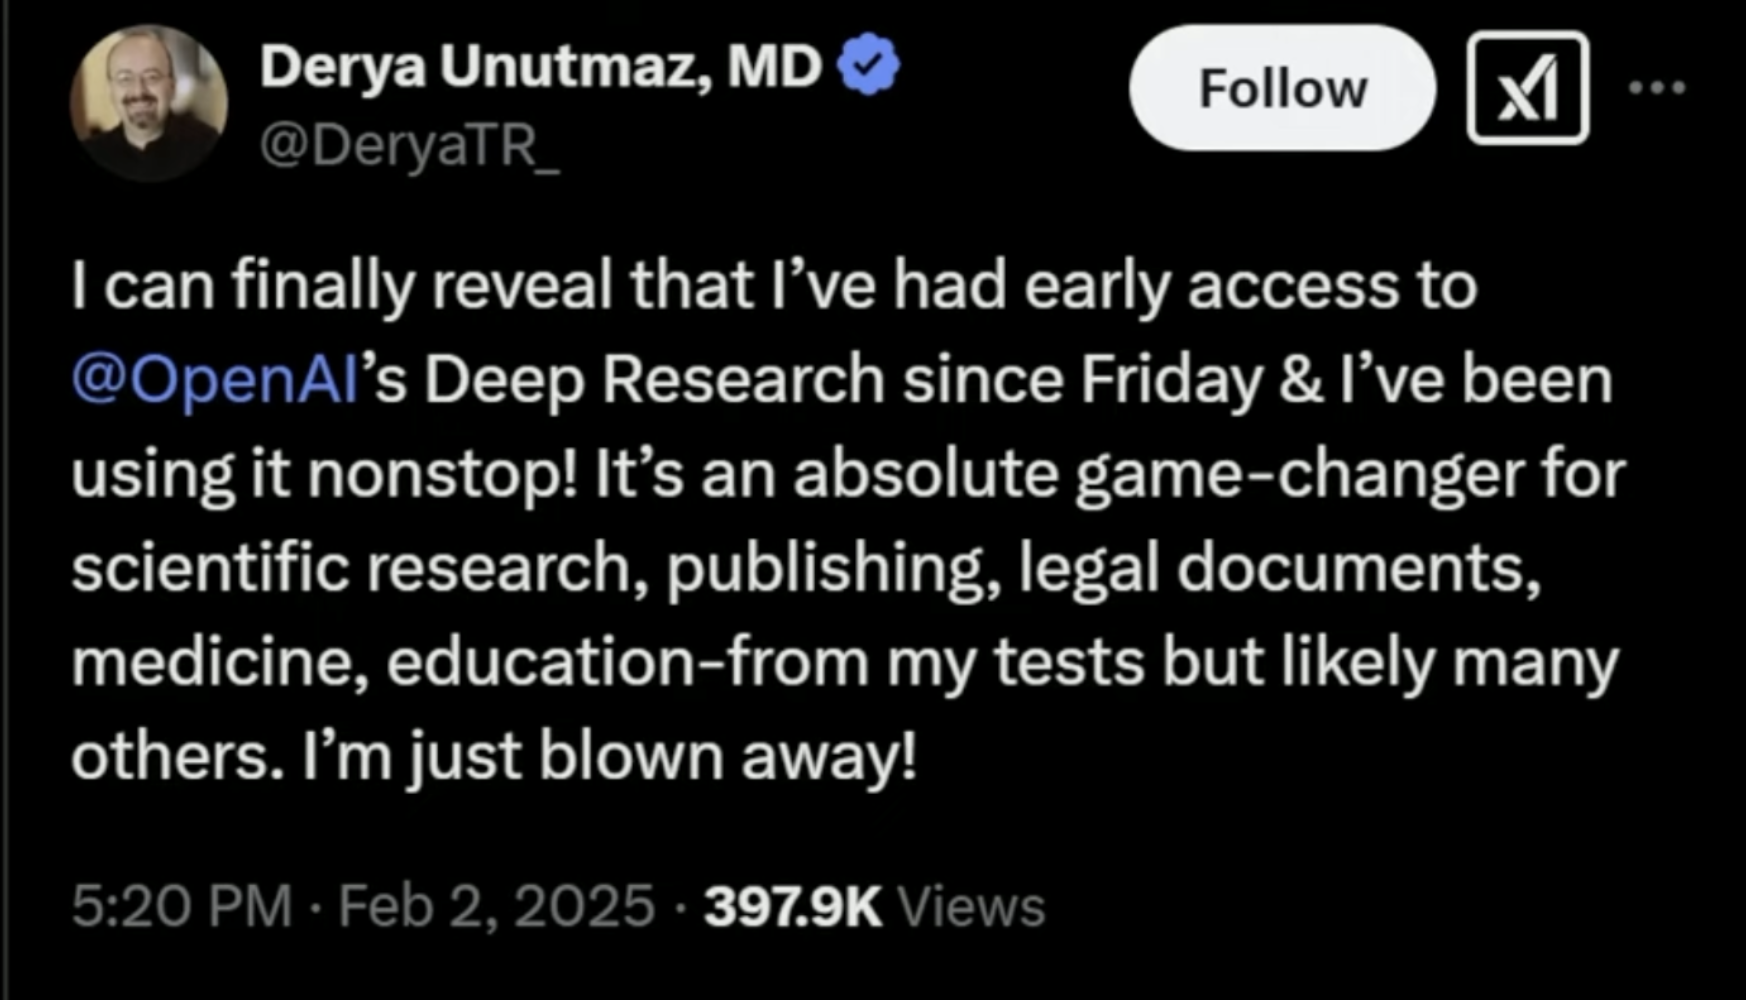 Derya Unutmaz, MD
@DeryaTR_
Follow
I can finally reveal that I’ve had early access to
@OpenAI’s Deep Research since Friday & I’ve been
using it nonstop! It’s an absolute game-changer for
scientific research, publishing, legal documents,
medicine, education-from my tests but likely many
others. I’m just blown away!
5:20 PM · Feb 2, 2025 · 397.9K Views